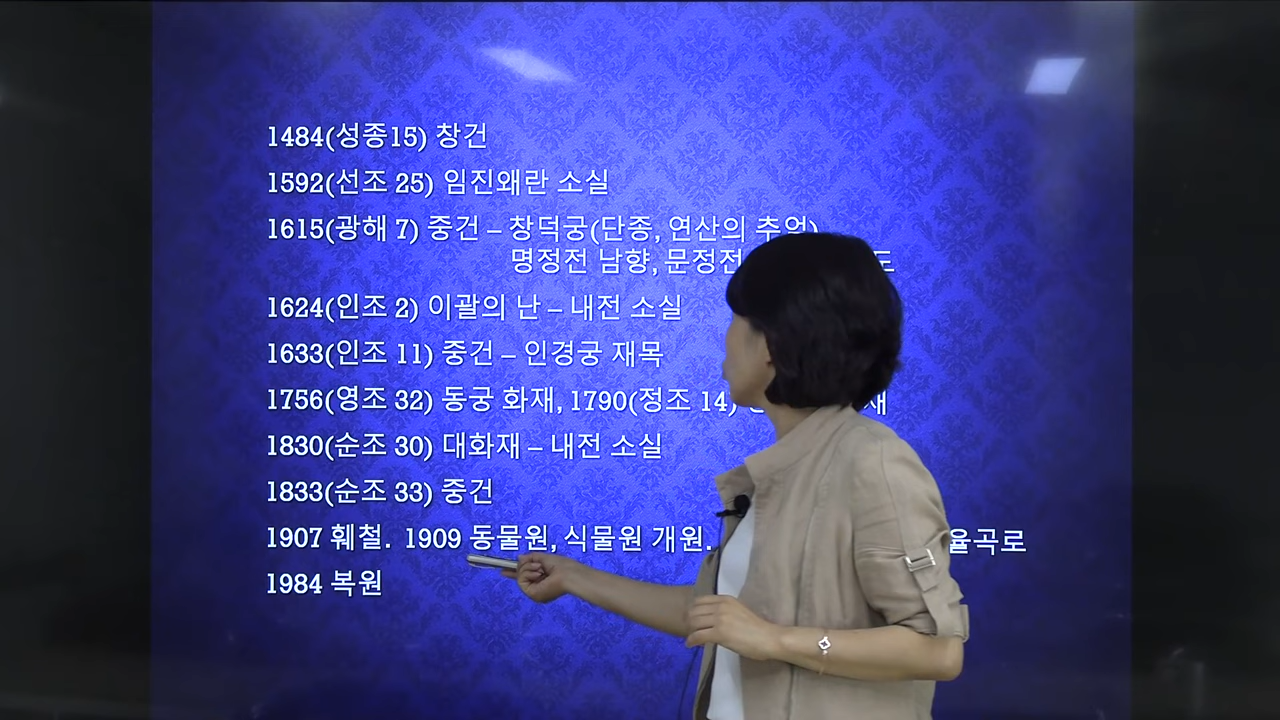 1484(성종15) 창건
1592(선조 25) 임진왜란 소실
1615(광해 7) 중건 – 창덕궁(단종, 연산의 추억)
명정전 남향, 문정전
1624(인조 2) 이괄의 난 – 내전 소실
1633(인조 11) 중건 – 인경궁 재목
1756(영조 32) 동궁 화재, 1790(정조 14)
1830(순조 30) 대화재 – 내전 소실
1833(순조 33) 중건
1907 훼철. 1909 동물원, 식물원 개원. 율곡로
1984 복원